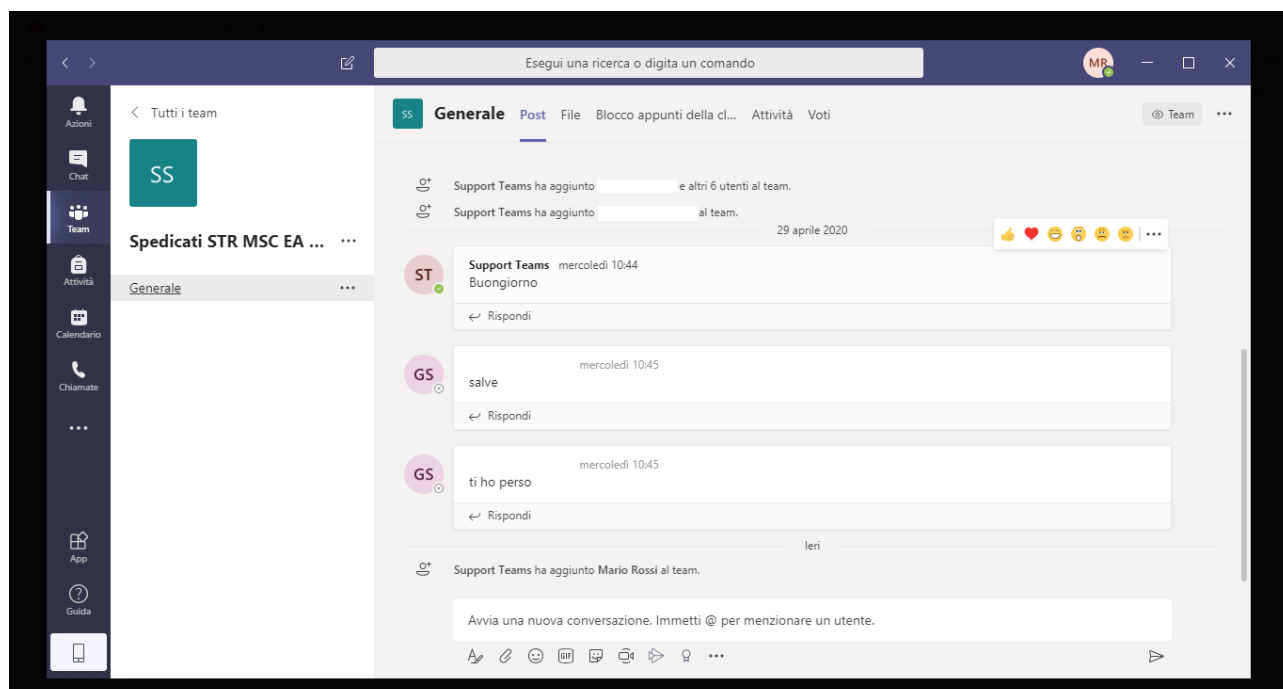 Esegui una ricerca o digita un comando
MR
Azioni
Chat
Team
Attività
Calendario
Chiamate
App
Guida
Tutti i team
SS
Spedicati STR MSC EA ...
Generale
SS Generale Post File Blocco appunti della cl... Attività Voti
Team
Support Teams ha aggiunto e altri 6 utenti al team.
Support Teams ha aggiunto al team.
29 aprile 2020
ST
Support Teams mercoledì 10:44
Buongiorno
Rispondi
GS
mercoledì 10:45
salve
Rispondi
GS
mercoledì 10:45
ti ho perso
Rispondi
Ieri
Support Teams ha aggiunto Mario Rossi al team.
Avvia una nuova conversazione. Immetti @ per menzionare un utente.
GIF